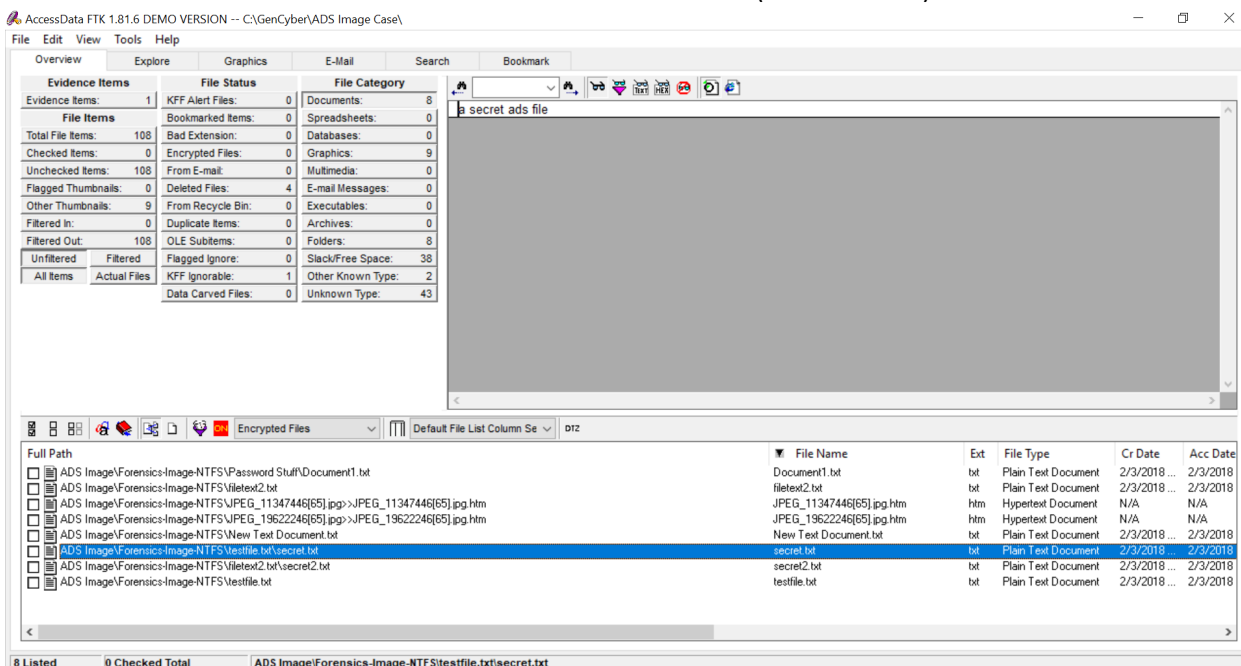 AccessData FTK 1.81.6 DEMO VERSION -- C:\GenCyber\ADS Image Case\
File Edit View Tools Help
Overview Explore Graphics E-Mail Search Bookmark
Evidence Items File Status File Category
Evidence Items: 1 KFF Alert Files: 0 Documents: 8
File Items Bookmarked Items: 0 Spreadsheets: 0
Total File Items: 108 Bad Extension: 0 Databases: 0
Checked Items: 0 Encrypted Files: 0 Graphics: 9
Unchecked Items: 108 From E-mail: 0 Multimedia: 0
Flagged Thumbnails: 0 Deleted Files: 4 E-mail Messages: 0
Other Thumbnails: 9 From Recycle Bin: 0 Executables: 0
Filtered In: 0 Duplicate Items: 0 Archives: 0
Filtered Out: 108 OLE Subitems: 0 Folders: 8
Unfiltered Filtered Flagged Ignore: 0 Slack/Free Space: 38
All Items Actual Files KFF Ignorable: 1 Other Known Type: 2
Data Carved Files: 0 Unknown Type: 43
TEXT HEX
a secret ads file
ON Encrypted Files Default File List Column Se DTZ
Full Path File Name Ext File Type Cr Date Acc Date
ADS Image\Forensics-Image-NTFS\Password Stuff\Document1.txt Document1.txt txt Plain Text Document 2/3/2018 ... 2/3/2018
ADS Image\Forensics-Image-NTFS\filetext2.txt filetext2.txt txt Plain Text Document 2/3/2018 ... 2/3/2018
ADS Image\Forensics-Image-NTFS\JPEG_11347446[65].jpg>>JPEG_11347446[65].jpg.htm JPEG_11347446[65].jpg.htm htm Hypertext Document N/A N/A
ADS Image\Forensics-Image-NTFS\JPEG_19622246[65].jpg>>JPEG_19622246[65].jpg.htm JPEG_19622246[65].jpg.htm htm Hypertext Document N/A N/A
ADS Image\Forensics-Image-NTFS\New Text Document.txt New Text Document.txt txt Plain Text Document 2/3/2018 ... 2/3/2018
ADS Image\Forensics-Image-NTFS\testfile.txt\secret.txt secret.txt txt Plain Text Document 2/3/2018 ... 2/3/2018
ADS Image\Forensics-Image-NTFS\filetext2.txt\secret2.txt secret2.txt txt Plain Text Document 2/3/2018 ... 2/3/2018
ADS Image\Forensics-Image-NTFS\testfile.txt testfile.txt txt Plain Text Document 2/3/2018 ... 2/3/2018
8 Listed 0 Checked Total ADS Image\Forensics-Image-NTFS\testfile.txt\secret.txt